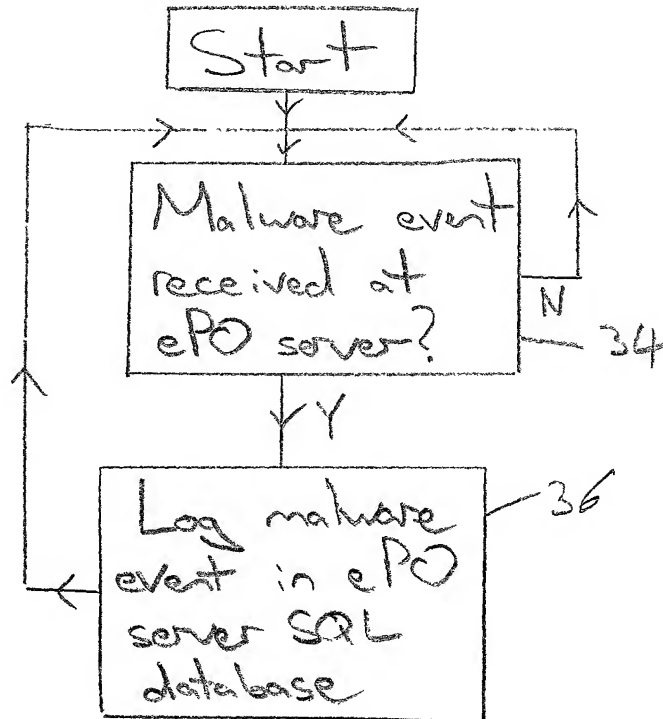 Start
Malware event
received at
ePO server?
N
34
Y
Log malware
event in ePO
server SQL
database
36